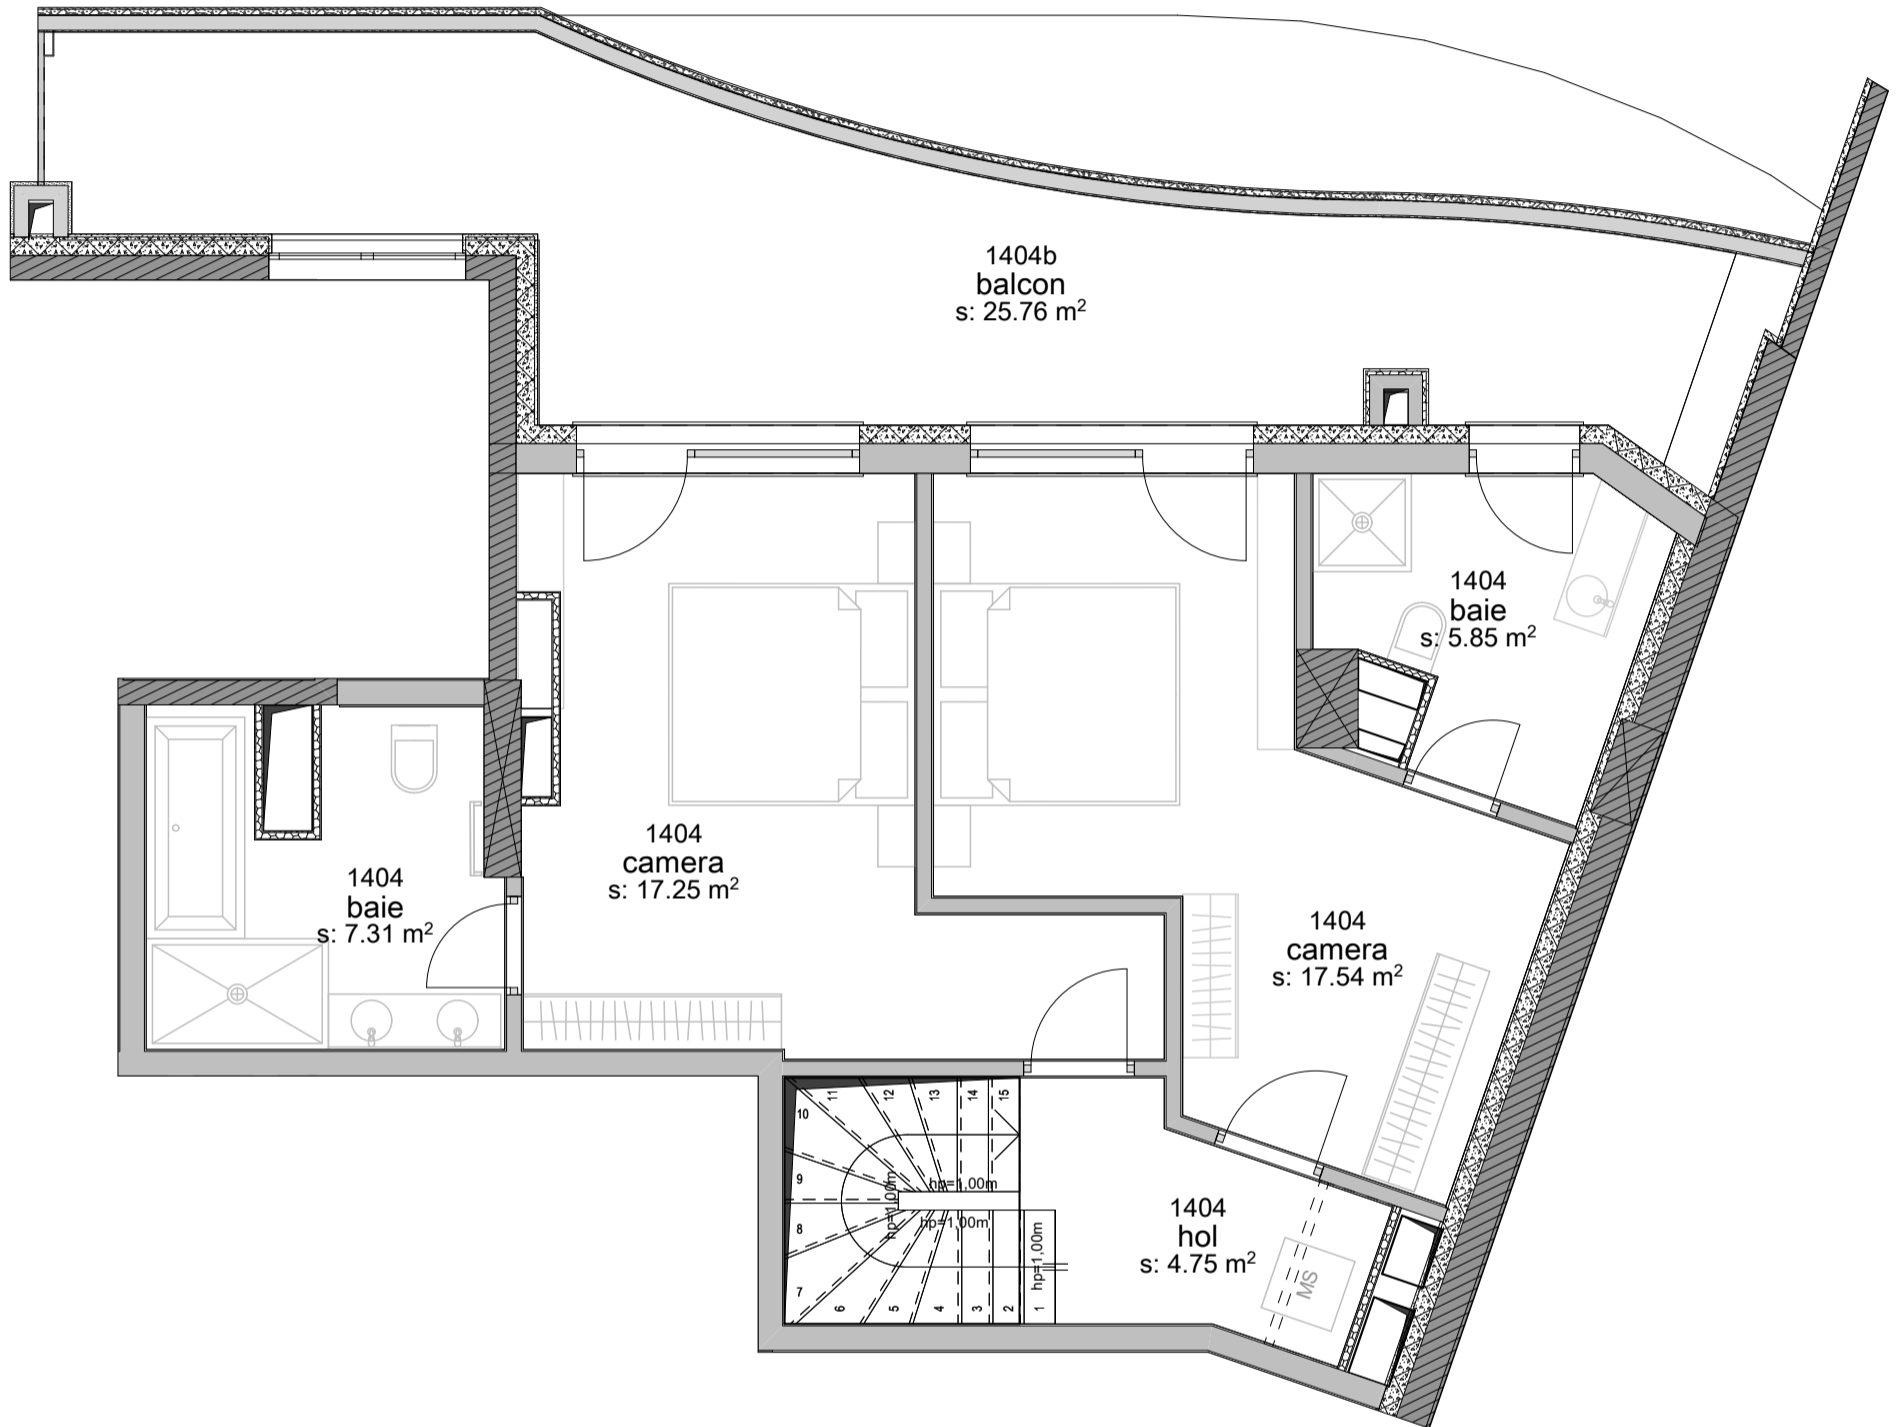 1404b
balcon
s: 25.76 m²
1404
baie
s: 5.85 m²
1404
camera
s: 17.25 m²
1404
baie
s: 7.31 m²
1404
camera
s: 17.54 m²
10
11
12
13
14
15
9
8
7
6
5
4
3
2
1
hp=1,00m
hp=1,00m
hp=1,00m
hp=1,00m
1404
hol
s: 4.75 m²
MS